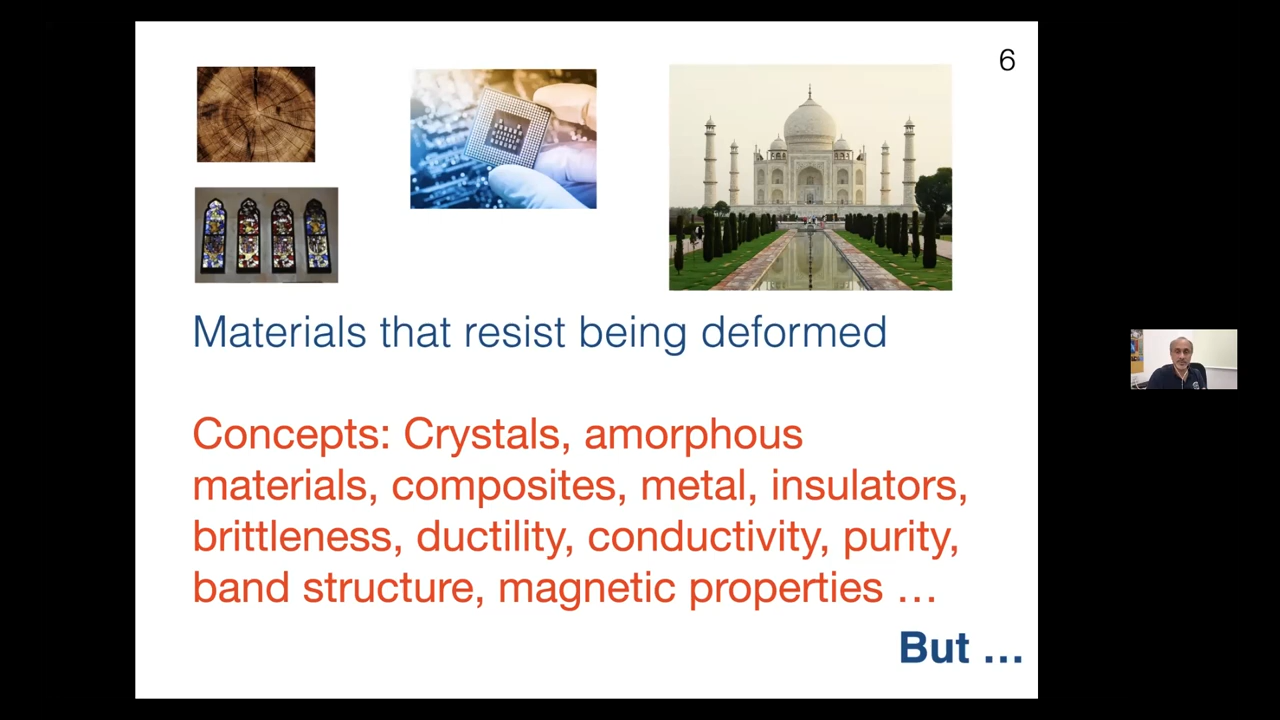 6
Materials that resist being deformed
Concepts: Crystals, amorphous
materials, composites, metal, insulators,
brittleness, ductility, conductivity, purity,
band structure, magnetic properties …
But …